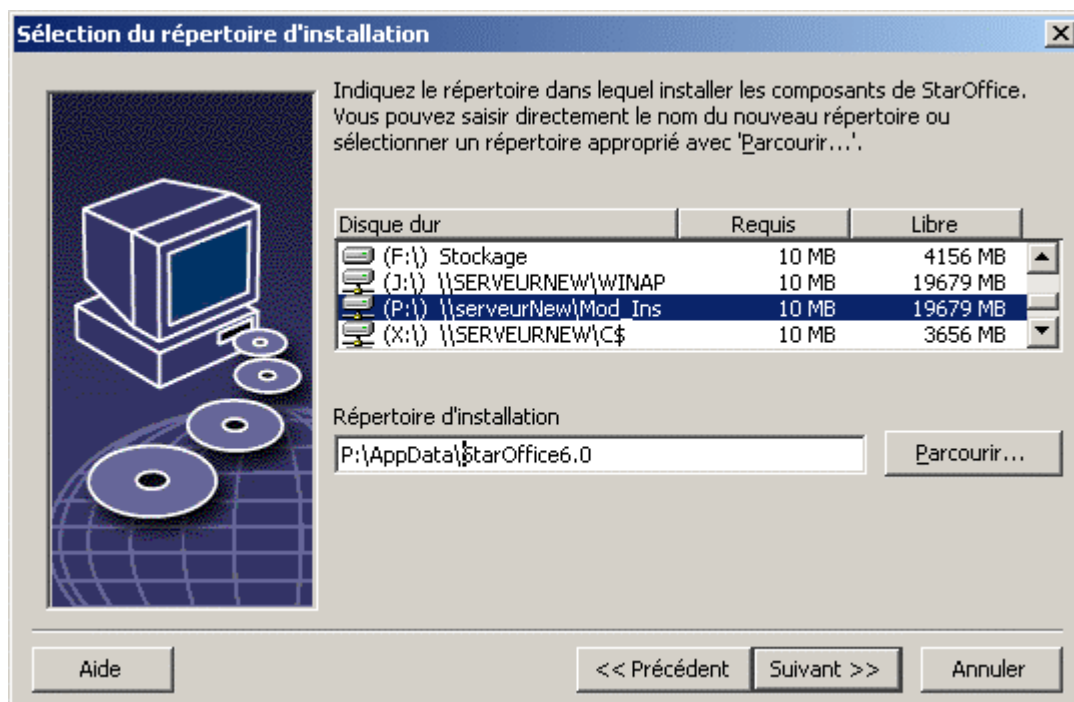 Sélection du répertoire d'installation
Indiquez le répertoire dans lequel installer les composants de StarOffice.
Vous pouvez saisir directement le nom du nouveau répertoire ou
sélectionner un répertoire approprié avec 'Parcourir...'.
Disque dur Requis Libre
(F:\) Stockage 10 MB 4156 MB
(J:\) \\SERVEURNEW\WINAP 10 MB 19679 MB
(P:\) \\serveurNew\Mod_Ins 10 MB 19679 MB
(X:\) \\SERVEURNEW\C$ 10 MB 3656 MB
Répertoire d'installation
P:\AppData\StarOffice6.0 Parcourir...
Aide << Précédent Suivant >> Annuler